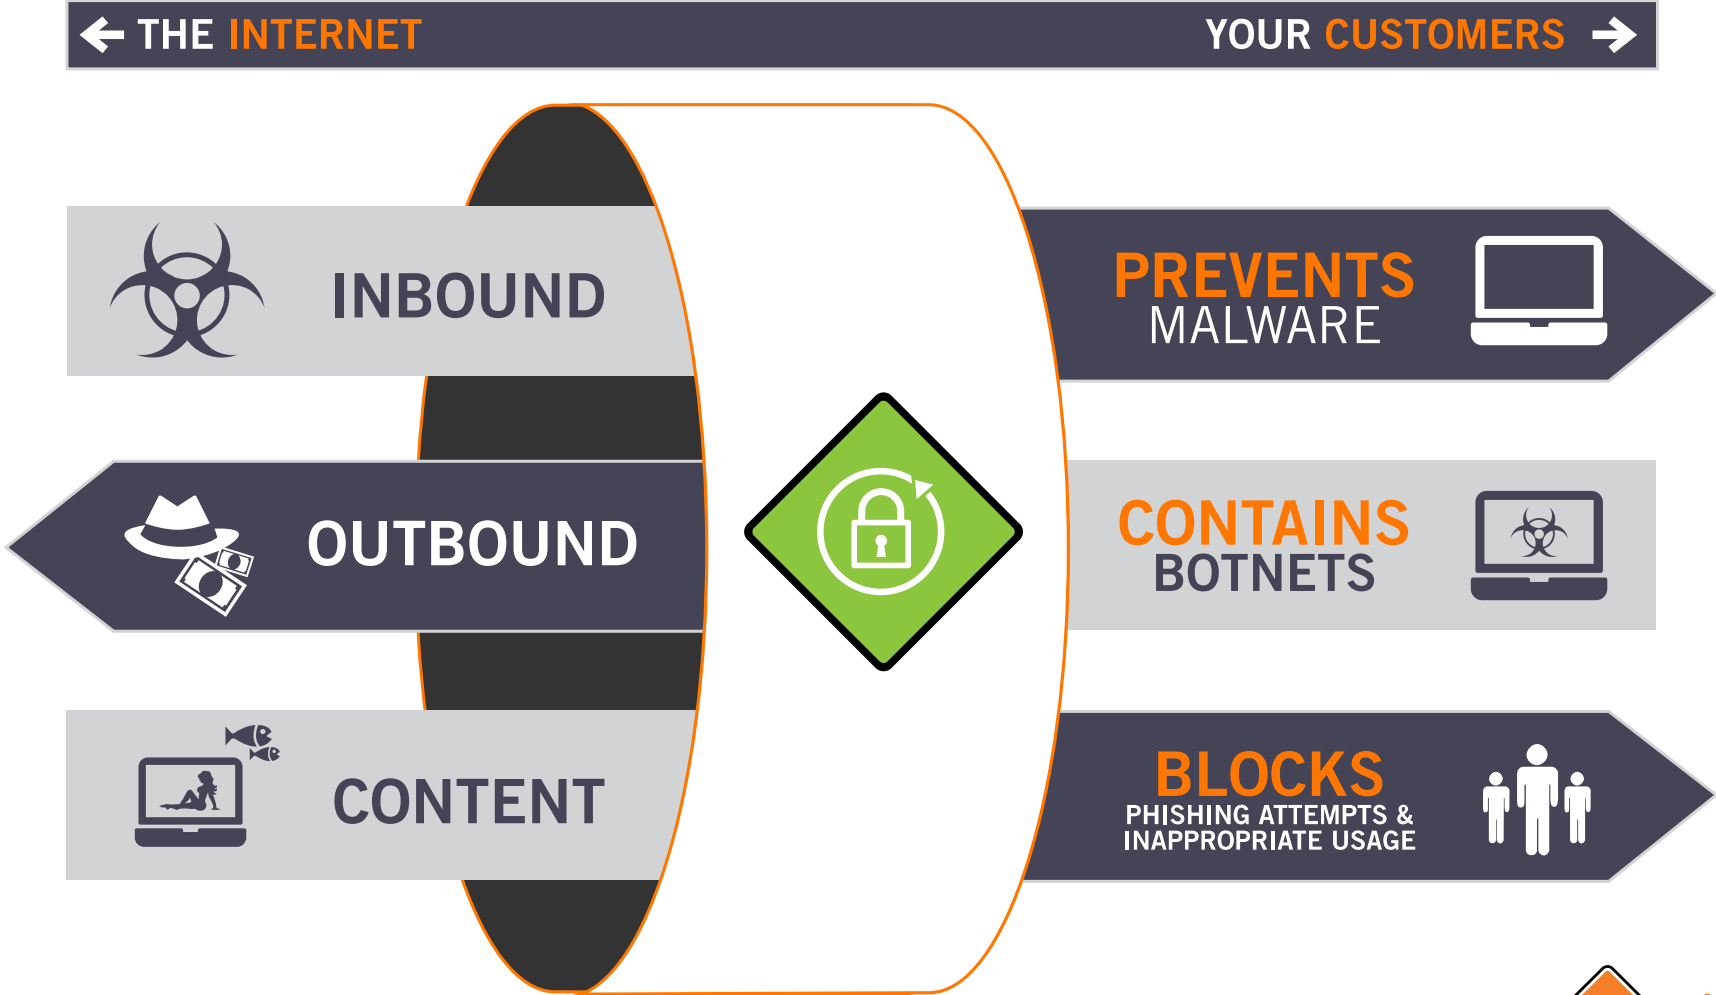 THE INTERNET
YOUR CUSTOMERS
INBOUND
PREVENTS
MALWARE
OUTBOUND
CONTAINS
BOTNETS
CONTENT
BLOCKS
PHISHING ATTEMPTS &
INAPPROPRIATE USAGE